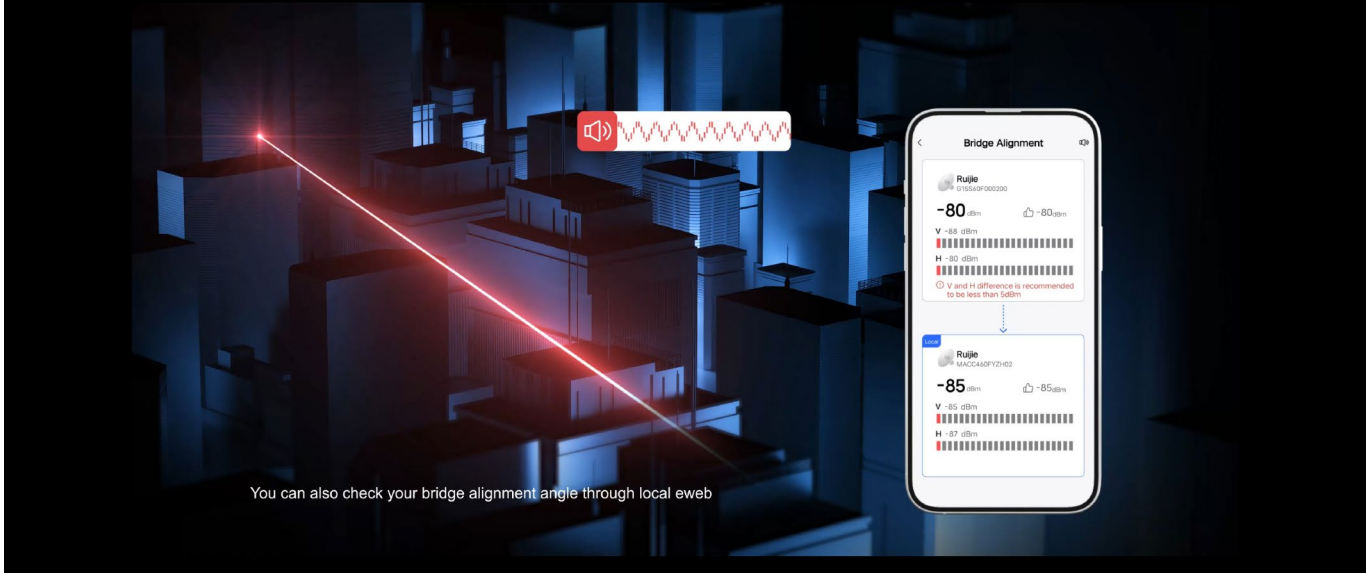 Bridge Alignment
Ruijie
G1SS60F000200
-80 dBm
-80dBm
V -88 dBm
H -80 dBm
V and H difference is recommended
to be less than 5dBm
Local
Ruijie
MACC460FYZH02
-85 dBm
-85dBm
V -85 dBm
H -87 dBm
You can also check your bridge alignment angle through local eweb